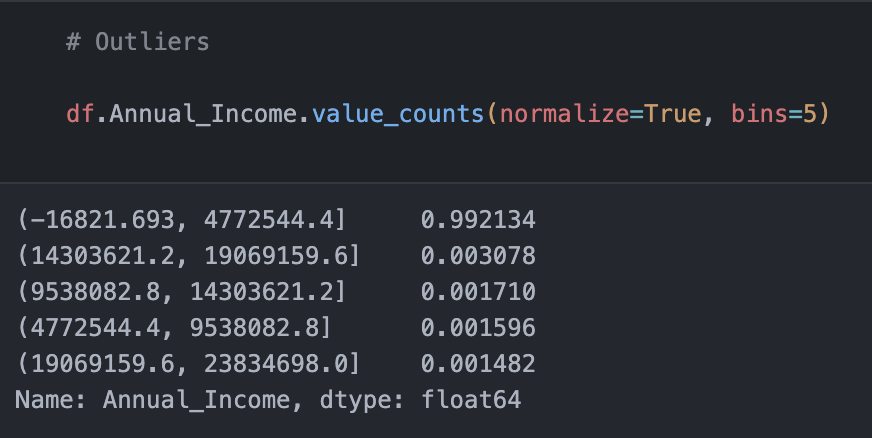 # Outliers
df.Annual_Income.value_counts(normalize=True, bins=5)
(-16821.693, 4772544.4]     0.992134
(14303621.2, 19069159.6]    0.003078
(9538082.8, 14303621.2]     0.001710
(4772544.4, 9538082.8]      0.001596
(19069159.6, 23834698.0]    0.001482
Name: Annual_Income, dtype: float64